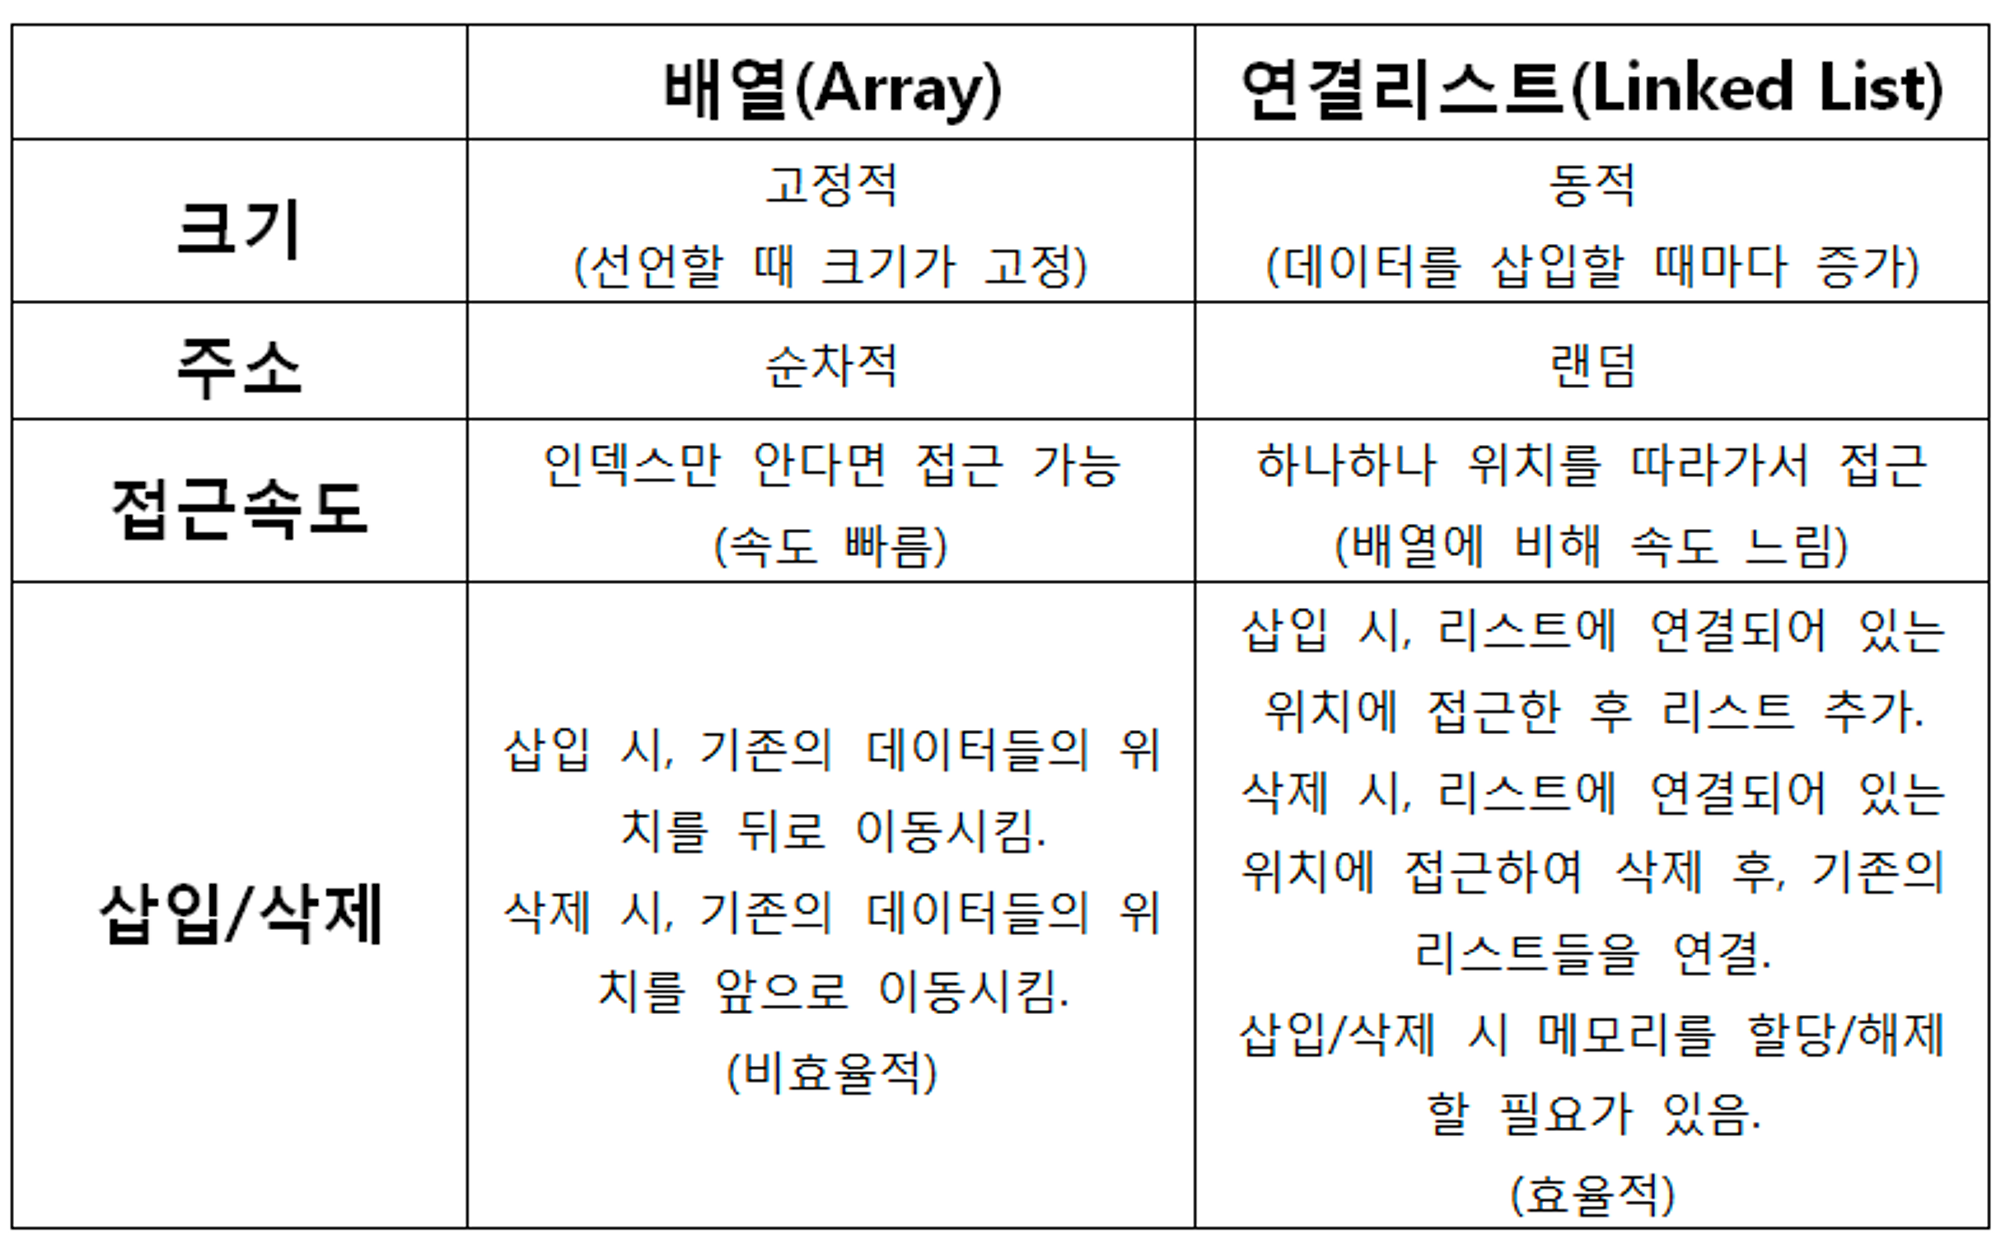 배열(Array)
연결리스트(Linked List)
크기
고정적
(선언할 때 크기가 고정)
동적
(데이터를 삽입할 때마다 증가)
주소
순차적
랜덤
접근속도
인덱스만 안다면 접근 가능
(속도 빠름)
하나하나 위치를 따라가서 접근
(배열에 비해 속도 느림)
삽입/삭제
삽입 시, 기존의 데이터들의 위
치를 뒤로 이동시킴.
삭제 시, 기존의 데이터들의 위
치를 앞으로 이동시킴.
(비효율적)
삽입 시, 리스트에 연결되어 있는
위치에 접근한 후 리스트 추가.
삭제 시, 리스트에 연결되어 있는
위치에 접근하여 삭제 후, 기존의
리스트들을 연결.
삽입/삭제 시 메모리를 할당/해제
할 필요가 있음.
(효율적)